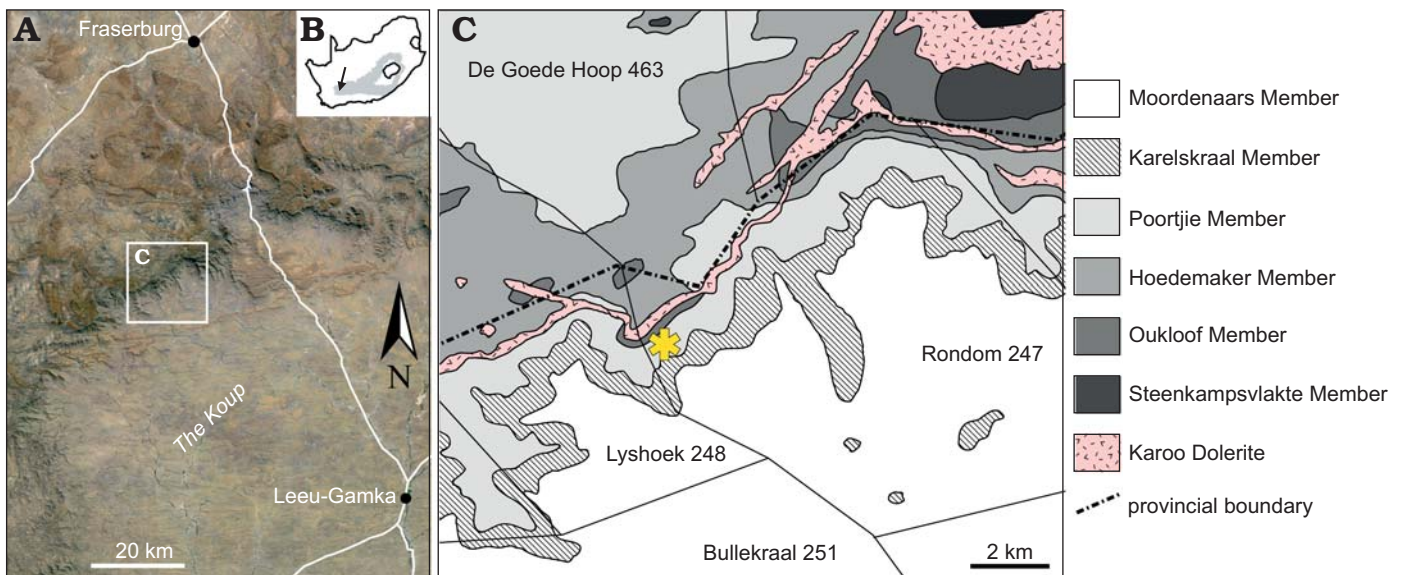 A
Fraserburg
C
N
The Koup
Leeu-Gamka
20 km
B
C
De Goede Hoop 463
Rondom 247
Lyshoek 248
Bullekraal 251
2 km
Moordenaars Member
Karelskraal Member
Poortjie Member
Hoedemaker Member
Oukloof Member
Steenkampsvlakte Member
Karoo Dolerite
provincial boundary